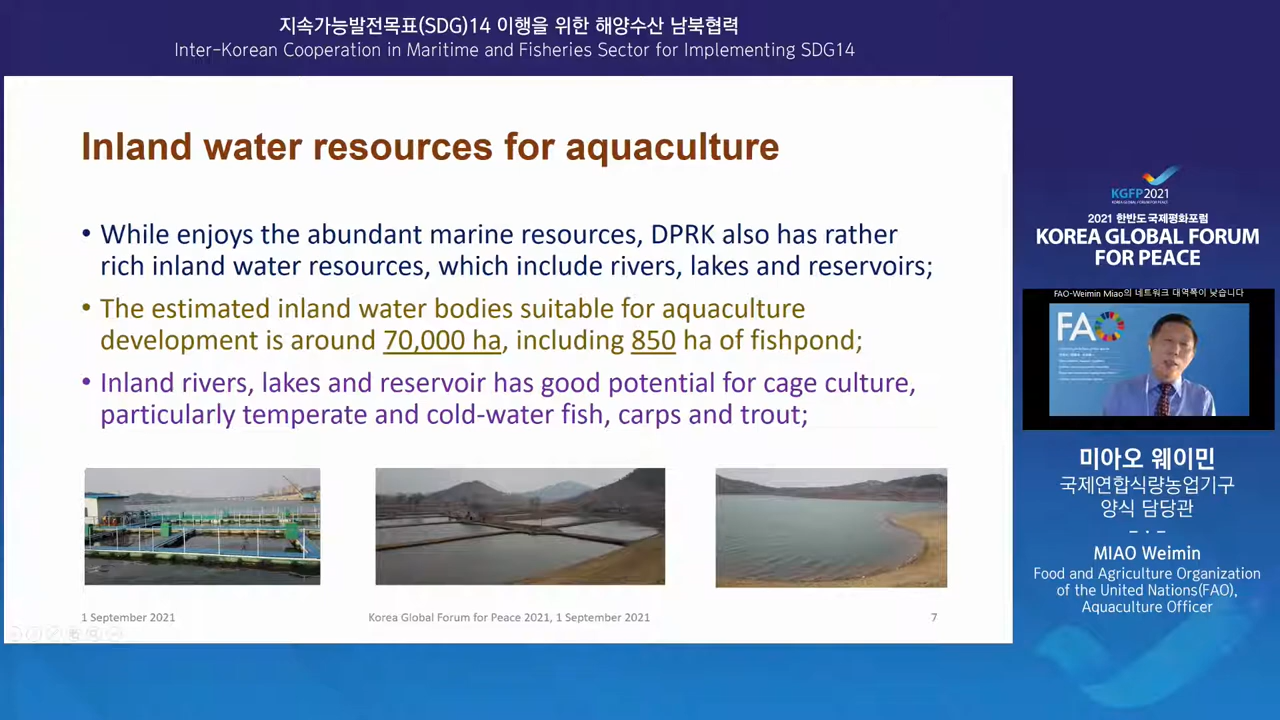 지속가능발전목표(SDG)14 이행을 위한 해양수산 남북협력
Inter-Korean Cooperation in Maritime and Fisheries Sector for Implementing SDG14
Inland water resources for aquaculture
• While enjoys the abundant marine resources, DPRK also has rather
rich inland water resources, which include rivers, lakes and reservoirs;
• The estimated inland water bodies suitable for aquaculture
development is around 70,000 ha, including 850 ha of fishpond;
• Inland rivers, lakes and reservoir has good potential for cage culture,
particularly temperate and cold-water fish, carps and trout;
1 September 2021
Korea Global Forum for Peace 2021, 1 September 2021
7
KGFP2021
KOREA GLOBAL FORUM FOR PEACE
2021 한반도국제평화포럼
KOREA GLOBAL FORUM
FOR PEACE
FAO-Weimin Miao의 네트워크 대역폭이 낮습니다
FAO
미아오 웨이민
국제연합식량농업기구
양식 담당관
– · –
MIAO Weimin
Food and Agriculture Organization
of the United Nations(FAO),
Aquaculture Officer